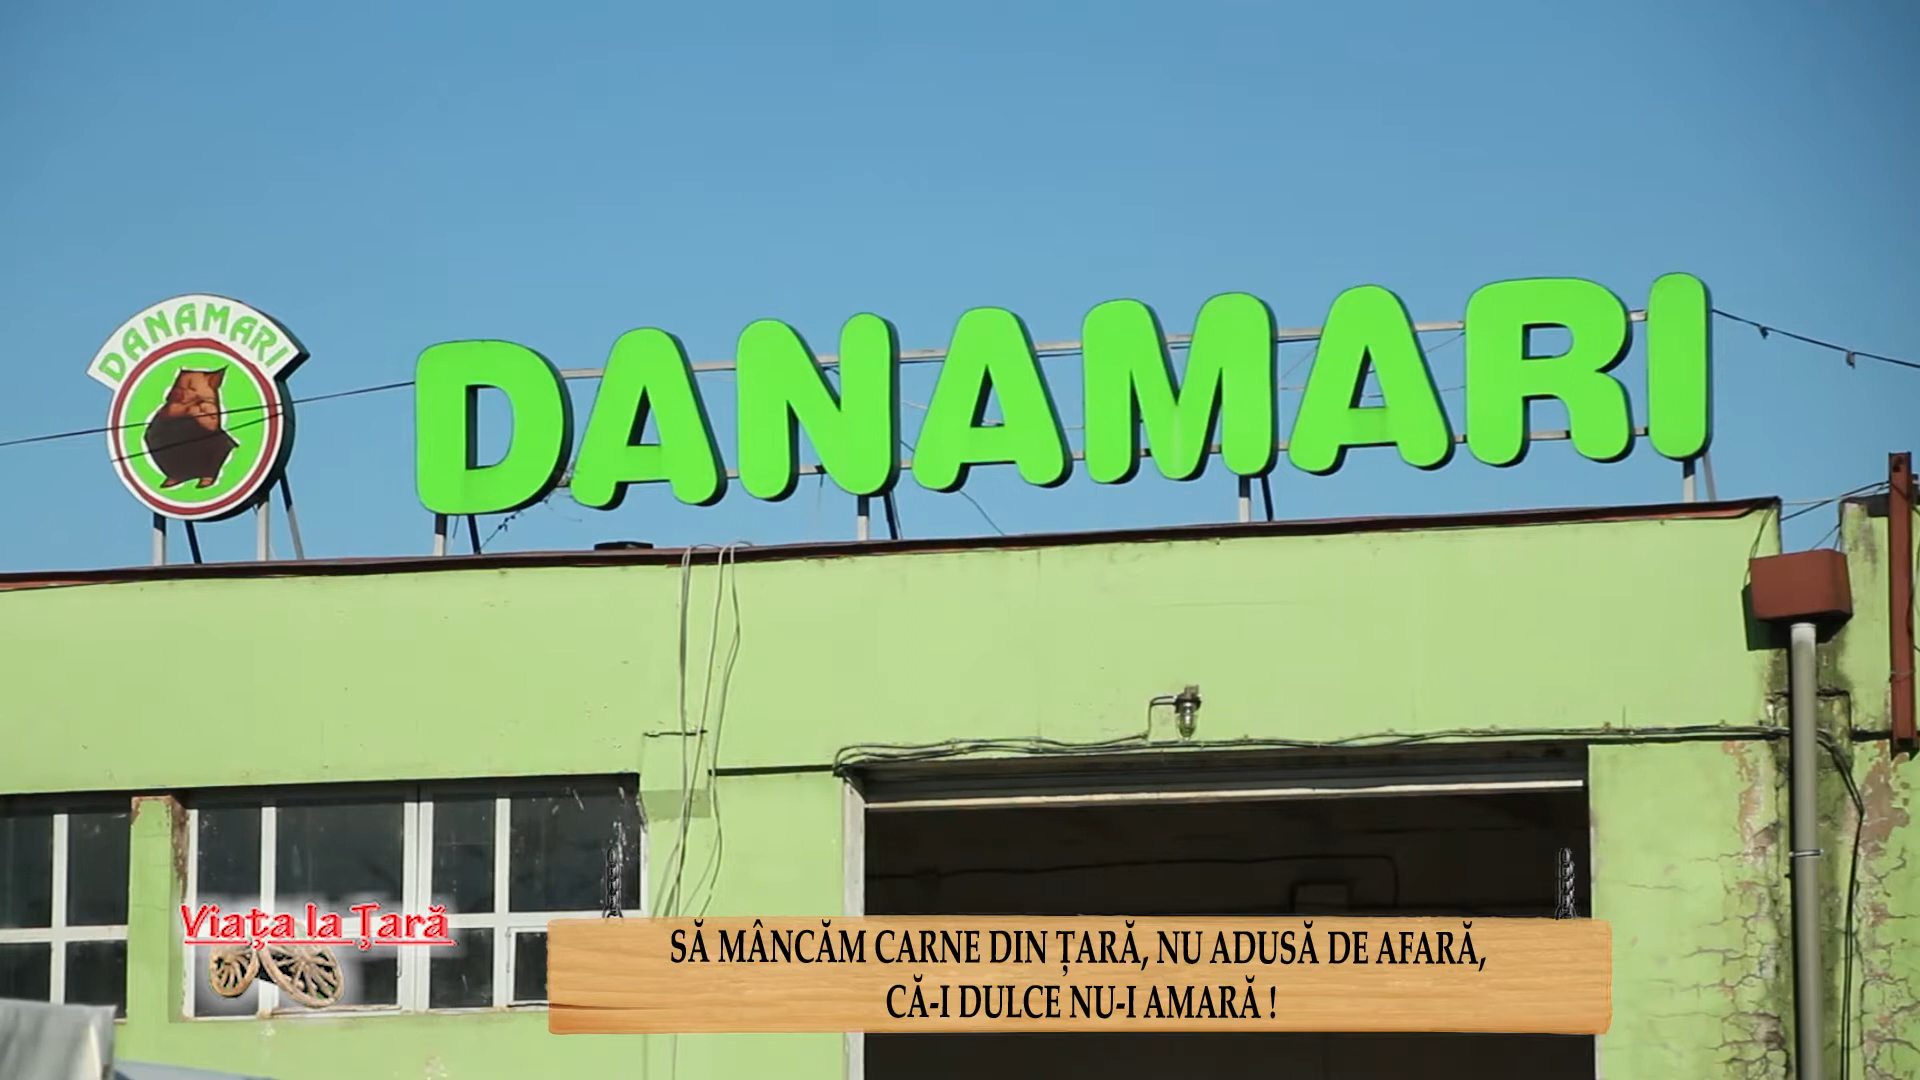 DANAMARI
DANAMARI
Viața la Țară
SĂ MÂNCĂM CARNE DIN ȚARĂ, NU ADUSĂ DE AFARĂ,
CĂ-I DULCE NU-I AMARĂ !